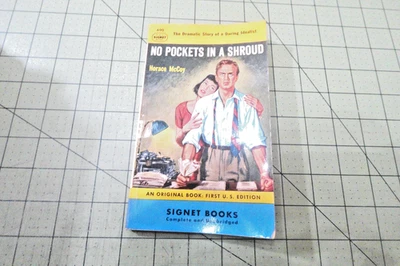 SIGNET
The Dramatic Story of a Daring Idealist
NO POCKETS IN A SHROUD
Horace McCoy
AN ORIGINAL BOOK: FIRST U. S. EDITION
SIGNET BOOKS
Complete and Unabridged